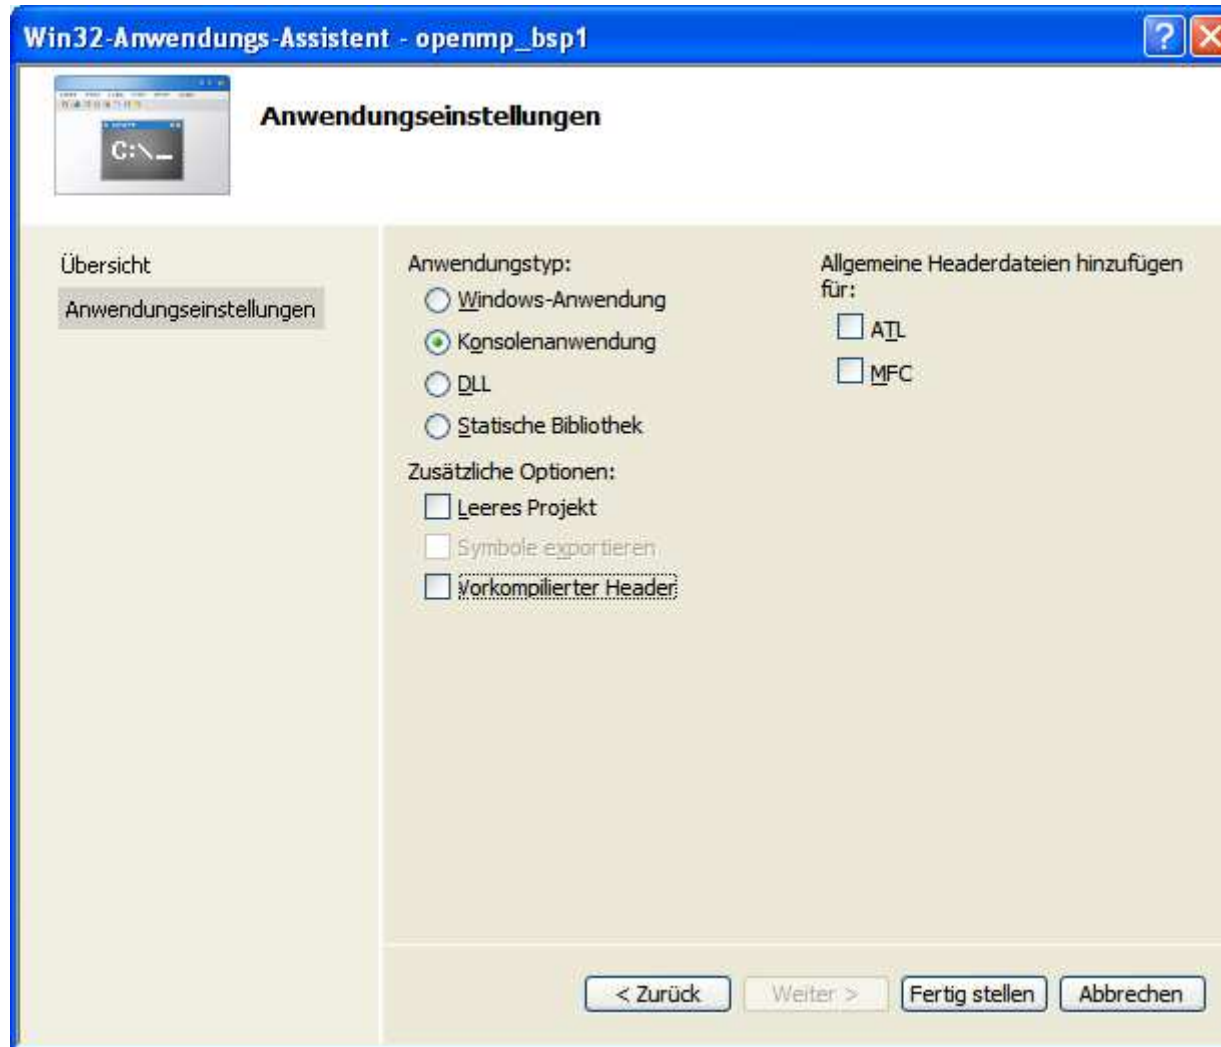 Win32-Anwendungs-Assistent - openmp_bsp1
C:\_
Anwendungseinstellungen
Übersicht
Anwendungseinstellungen
Anwendungstyp:
Windows-Anwendung
Konsolenanwendung
DLL
Statische Bibliothek
Zusätzliche Optionen:
Leeres Projekt
Symbole exportieren
Vorkompilierter Header
Allgemeine Headerdateien hinzufügen
für:
ATL
MFC
< Zurück
Weiter >
Fertig stellen
Abbrechen